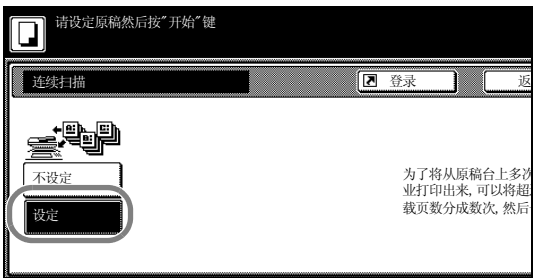 请设定原稿然后按"开始"键
连续扫描
登录
返
不设定
设定
为了将从原稿台上多次
业打印出来, 可以将超
载页数分成数次, 然后